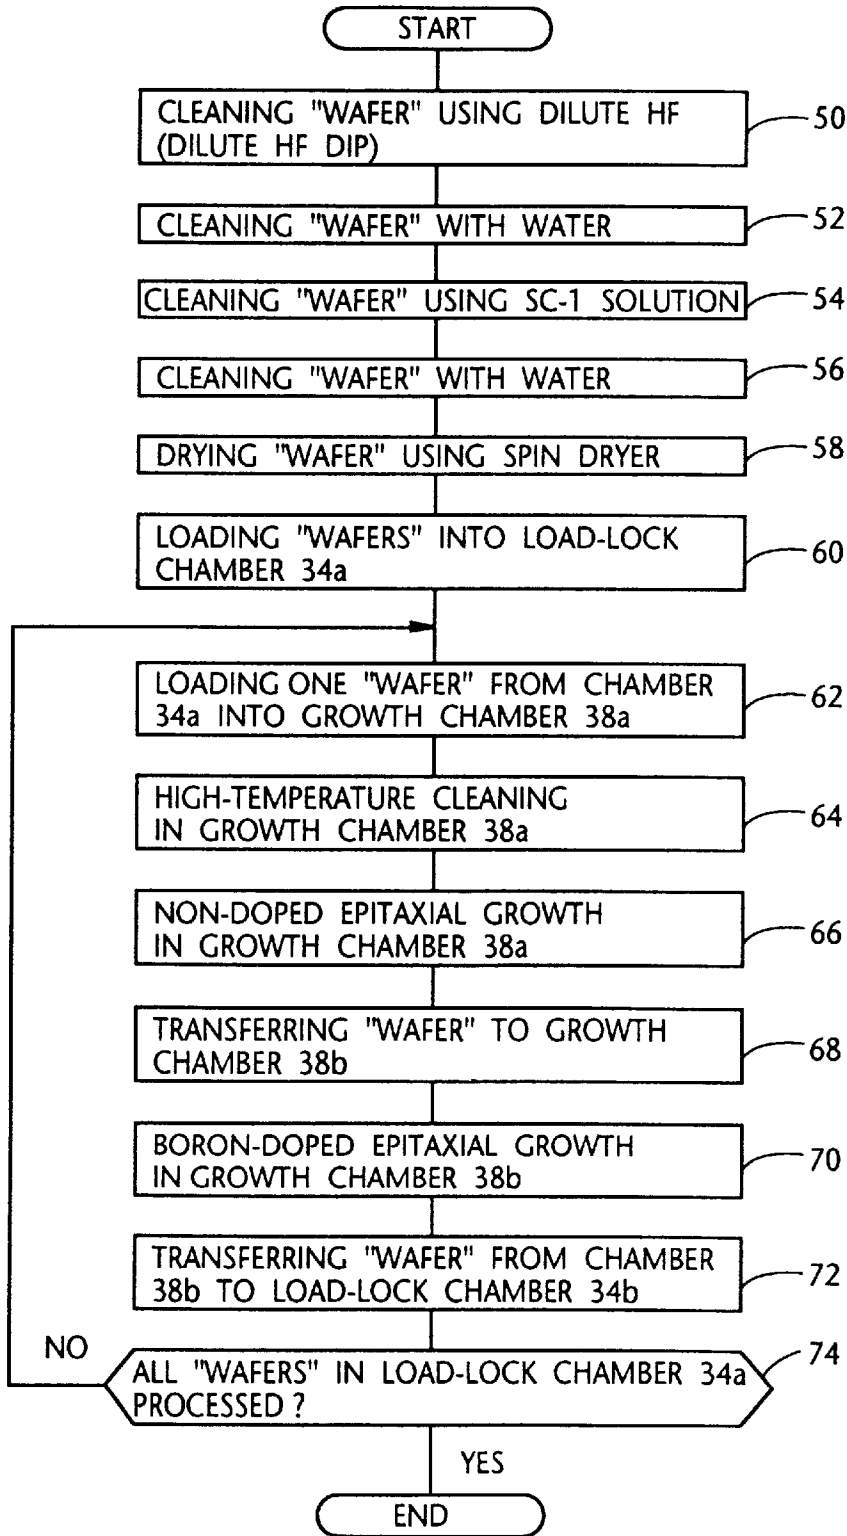 START
CLEANING "WAFER" USING DILUTE HF
(DILUTE HF DIP)
50
CLEANING "WAFER" WITH WATER
52
CLEANING "WAFER" USING SC-1 SOLUTION
54
CLEANING "WAFER" WITH WATER
56
DRYING "WAFER" USING SPIN DRYER
58
LOADING "WAFERS" INTO LOAD-LOCK
CHAMBER 34a
60
LOADING ONE "WAFER" FROM CHAMBER
34a INTO GROWTH CHAMBER 38a
62
HIGH-TEMPERATURE CLEANING
IN GROWTH CHAMBER 38a
64
NON-DOPED EPITAXIAL GROWTH
IN GROWTH CHAMBER 38a
66
TRANSFERRING "WAFER" TO GROWTH
CHAMBER 38b
68
BORON-DOPED EPITAXIAL GROWTH
IN GROWTH CHAMBER 38b
70
TRANSFERRING "WAFER" FROM CHAMBER
38b TO LOAD-LOCK CHAMBER 34b
72
NO
ALL "WAFERS" IN LOAD-LOCK CHAMBER 34a
PROCESSED ?
74
YES
END